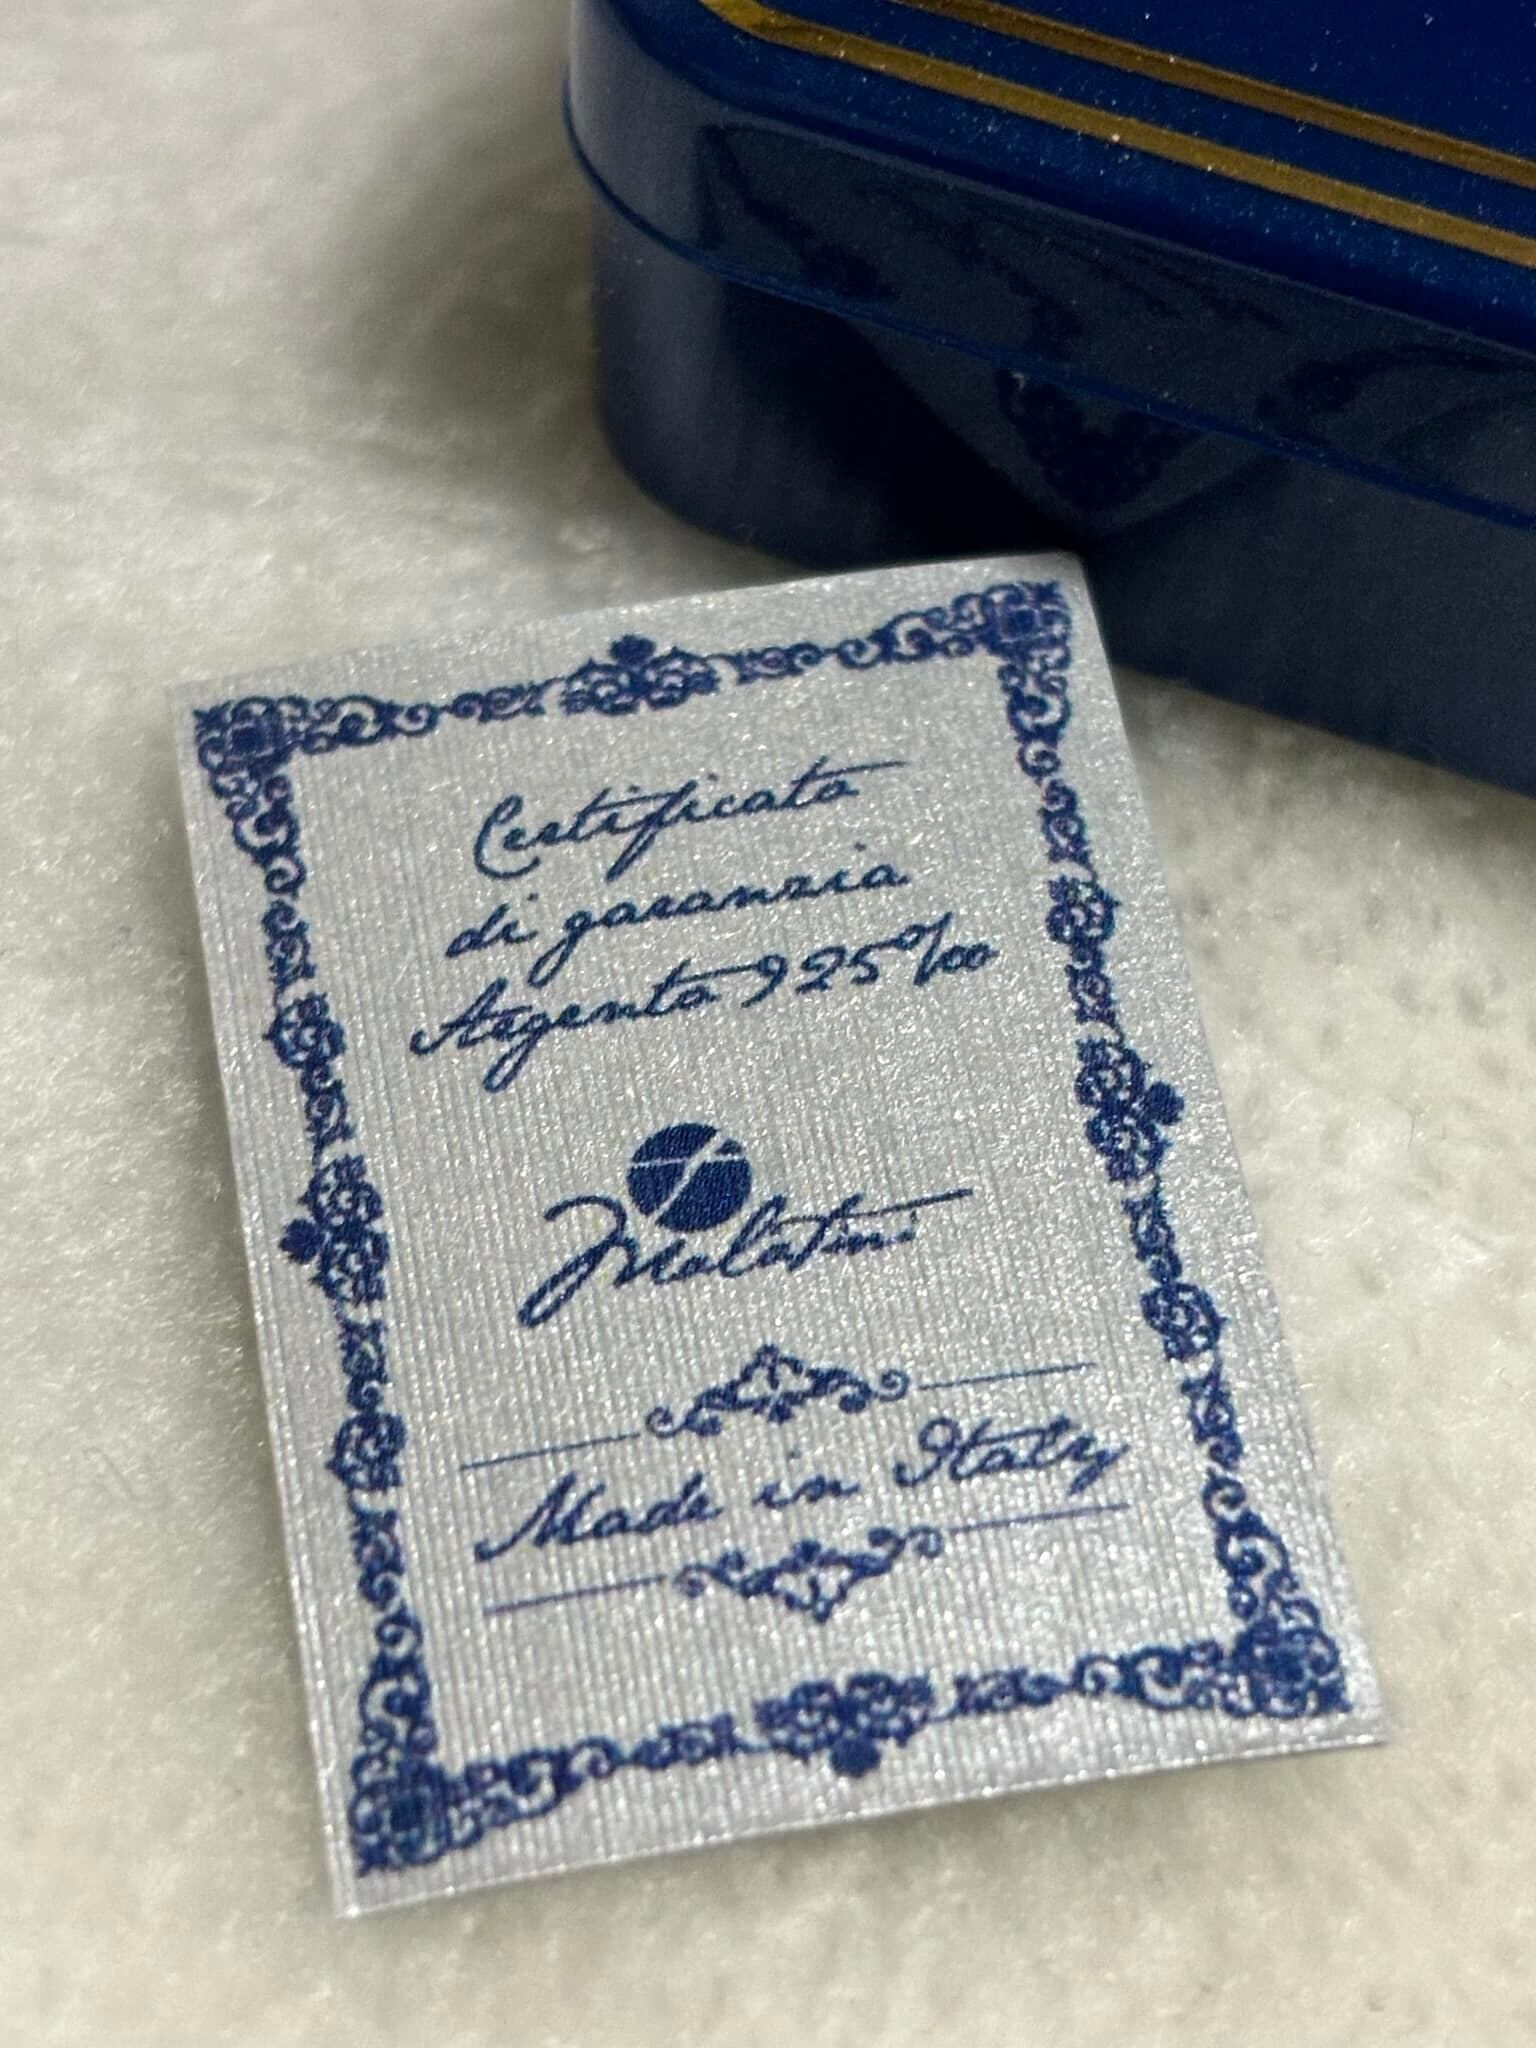 Certificato
di garanzia
Argento 925‰
Malatini
Made in Italy